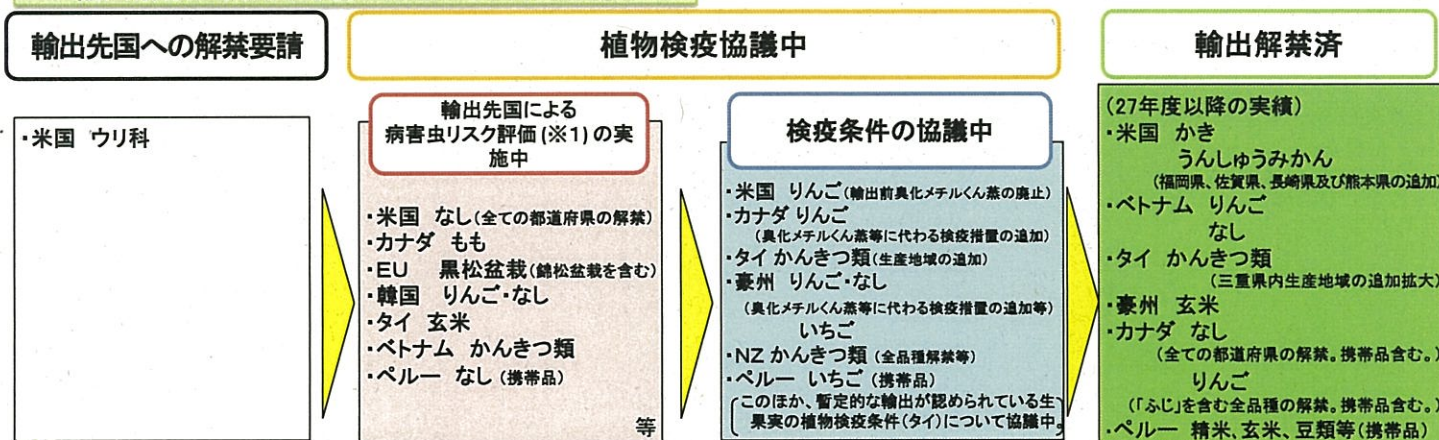 輸出先国への解禁要請
・米国 ウリ科
植物検疫協議中
輸出先国による
病害虫リスク評価(※1)の実
施中
・米国 なし(全ての都道府県の解禁)
・カナダ もも
・EU 黒松盆栽(錦松盆栽を含む)
・韓国 りんご・なし
・タイ 玄米
・ベトナム かんきつ類
・ペルー なし(携帯品)
等
検疫条件の協議中
・米国 りんご(輸出前臭化メチルくん蒸の廃止)
・カナダ りんご
(臭化メチルくん蒸等に代わる検疫措置の追加)
・タイ かんきつ類(生産地域の追加)
・豪州 りんご・なし
(臭化メチルくん蒸等に代わる検疫措置の追加等)
いちご
・NZ かんきつ類(全品種解禁等)
・ペルー いちご(携帯品)
このほか、暫定的な輸出が認められている生
果実の植物検疫条件(タイ)について協議中。
輸出解禁済
(27年度以降の実績)
・米国 かき
うんしゅうみかん
(福岡県、佐賀県、長崎県及び熊本県の追加)
・ベトナム りんご
なし
・タイ かんきつ類
(三重県内生産地域の追加拡大)
・豪州 玄米
・カナダ なし
(全ての都道府県の解禁。携帯品含む。)
りんご
(「ふじ」を含む全品種の解禁。携帯品含む。)
・ペルー 精米、玄米、豆類等(携帯品)